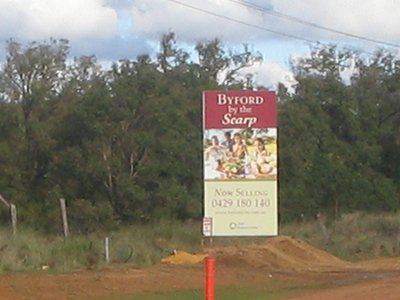 BYFORD
by the
Scarp
NOW SELLING
0429 180 140